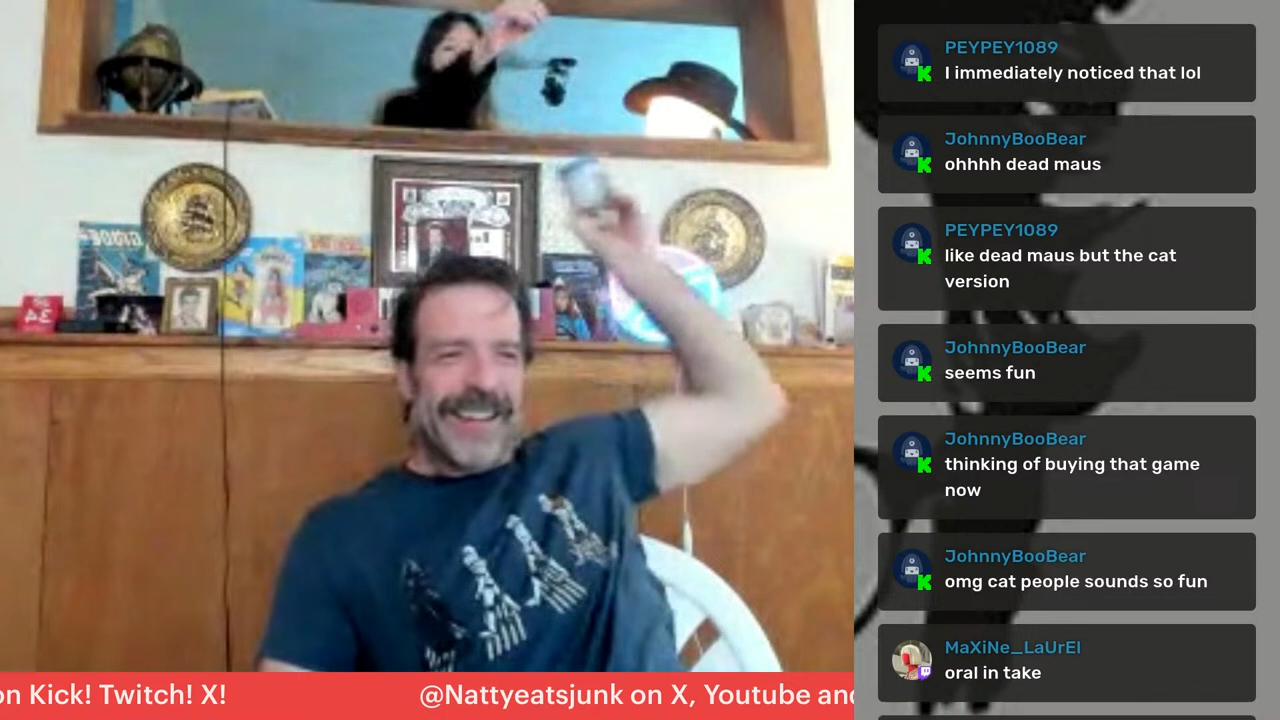 PEYPEY1089
I immediately noticed that lol
JohnnyBooBear
ohhhh dead maus
PEYPEY1089
like dead maus but the cat
version
JohnnyBooBear
seems fun
JohnnyBooBear
thinking of buying that game
now
JohnnyBooBear
omg cat people sounds so fun
MaXiNe_LaUrEl
oral in take
34
on Kick! Twitch! X!
@Nattyeatsjunk on X, Youtube and